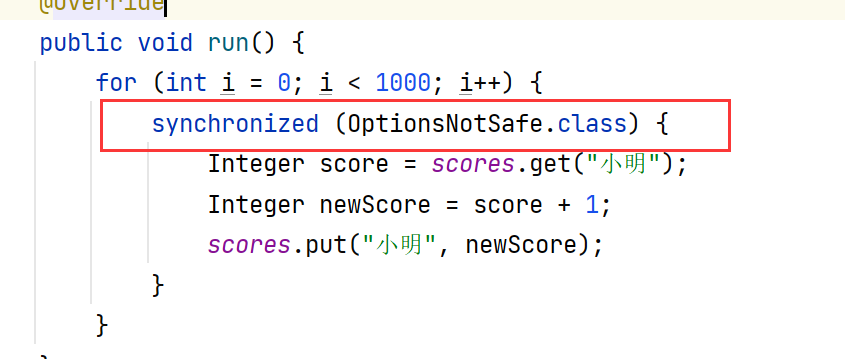 @Override
public void run() {
for (int i = 0; i < 1000; i++) {
synchronized (OptionsNotSafe.class) {
Integer score = scores.get("小明");
Integer newScore = score + 1;
scores.put("小明", newScore);
}
}
}